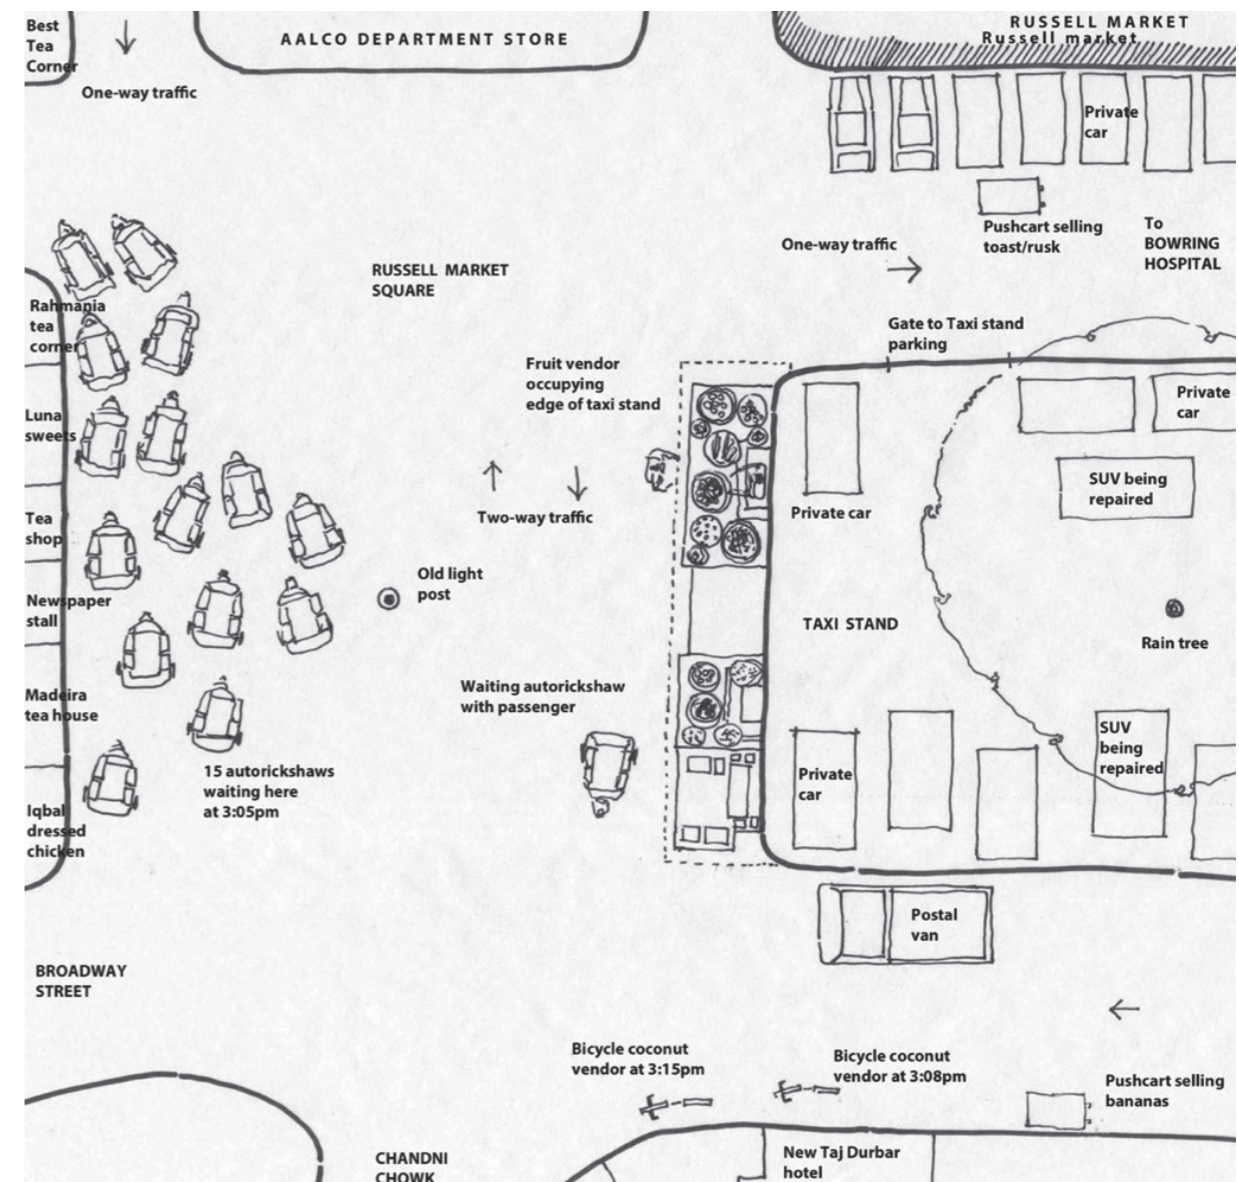 Best
Tea
Corner
One-way traffic
AALCO DEPARTMENT STORE
RUSSELL MARKET
Russell market
Private
car
Pushcart selling
toast/rusk
One-way traffic
To
BOWRING
HOSPITAL
RUSSELL MARKET
SQUARE
Rahmania
tea
corner
Gate to Taxi stand
parking
Fruit vendor
occupying
edge of taxi stand
Private
car
Luna
sweets
SUV being
repaired
Private car
Two-way traffic
Tea
shop
Old light
post
Newspaper
stall
TAXI STAND
Rain tree
Waiting autorickshaw
with passenger
Madeira
tea house
SUV
being
repaired
Private
car
15 autorickshaws
waiting here
at 3:05pm
Iqbal
dressed
chicken
Postal
van
BROADWAY
STREET
Bicycle coconut
vendor at 3:15pm
Bicycle coconut
vendor at 3:08pm
Pushcart selling
bananas
CHANDNI
CHOWK
New Taj Durbar
hotel